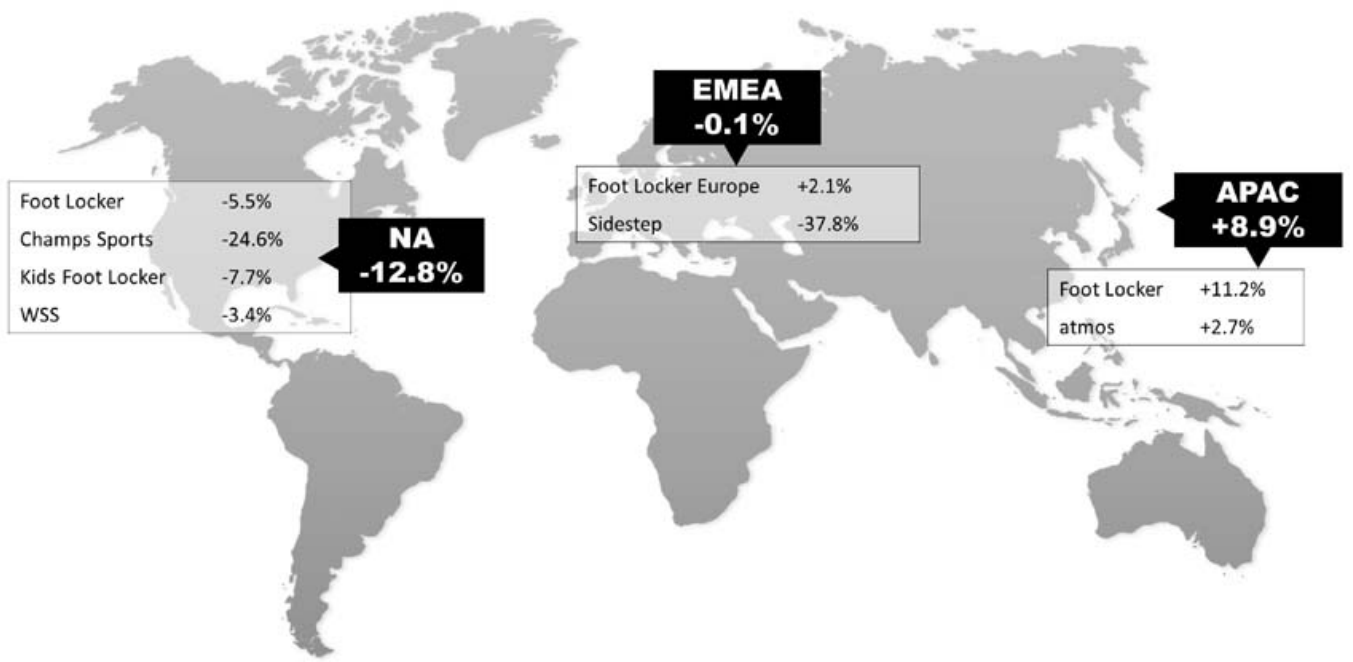 EMEA
-0.1%
Foot Locker Europe +2.1%
Sidestep -37.8%
Foot Locker -5.5%
Champs Sports -24.6%
Kids Foot Locker -7.7%
WSS -3.4%
NA
-12.8%
APAC
+8.9%
Foot Locker +11.2%
atmos +2.7%